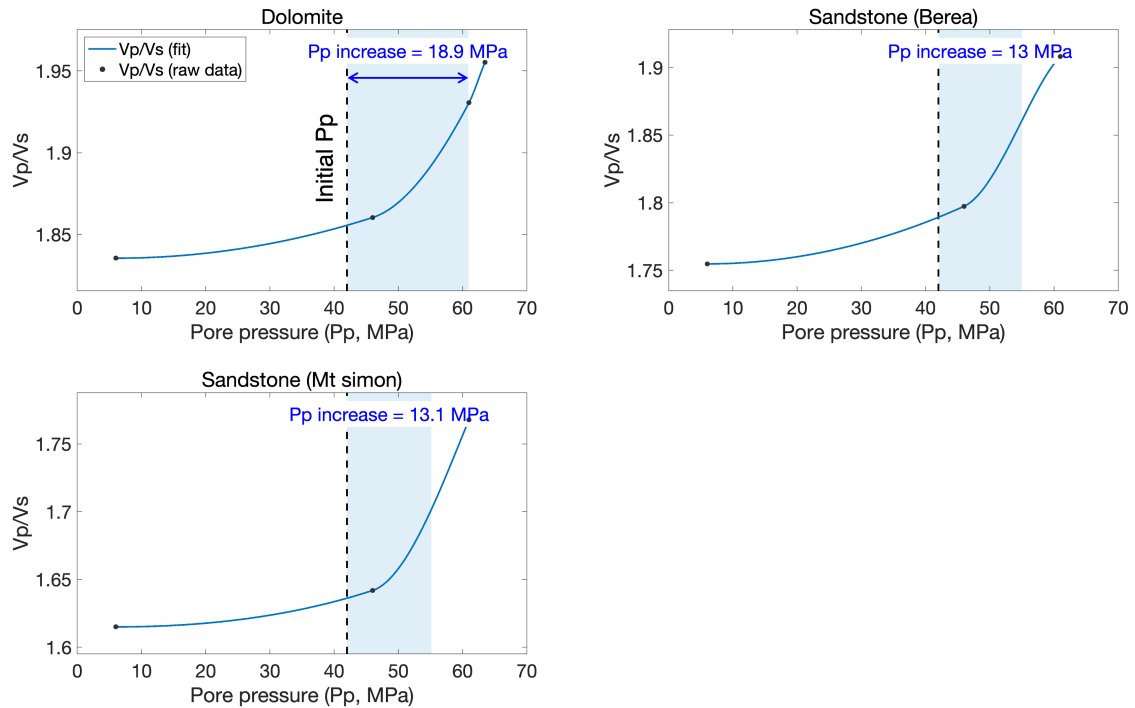 Dolomite
Vp/Vs (fit)
Vp/Vs (raw data)
Pp increase = 18.9 MPa
Initial Pp
Vp/Vs
1.95
1.9
1.85
0 10 20 30 40 50 60 70
Pore pressure (Pp, MPa)
Sandstone (Berea)
Pp increase = 13 MPa
Vp/Vs
1.9
1.85
1.8
1.75
0 10 20 30 40 50 60 70
Pore pressure (Pp, MPa)
Sandstone (Mt simon)
Pp increase = 13.1 MPa
Vp/Vs
1.75
1.7
1.65
1.6
0 10 20 30 40 50 60 70
Pore pressure (Pp, MPa)